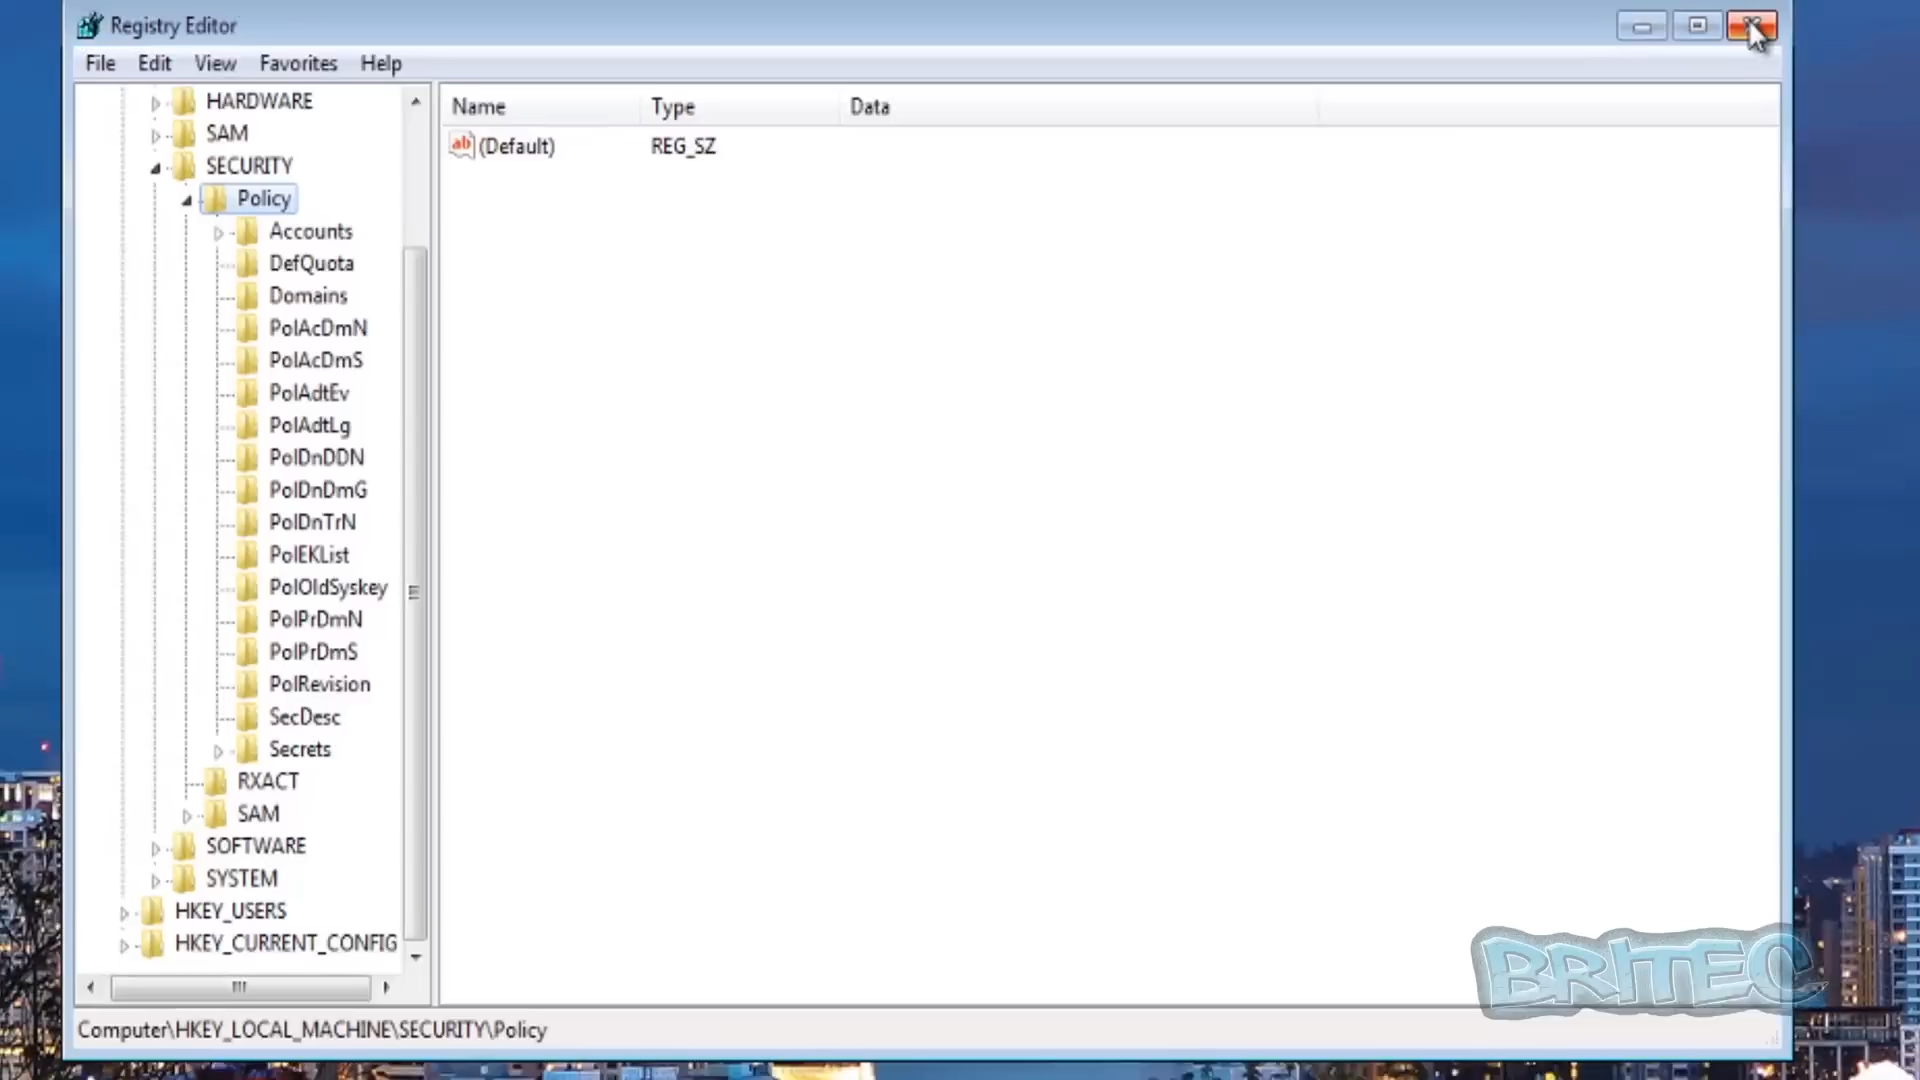 Registry Editor
File Edit View Favorites Help
Name Type Data
(Default) REG_SZ
HARDWARE
SAM
SECURITY
Policy
Accounts
DefQuota
Domains
PolAcDmN
PolAcDmS
PolAdtEv
PolAdtLg
PolDnDDN
PolDnDmG
PolDnTrN
PolEKList
PolOldSyskey
PolPrDmN
PolPrDmS
PolRevision
SecDesc
Secrets
RXACT
SAM
SOFTWARE
SYSTEM
HKEY_USERS
HKEY_CURRENT_CONFIG
Computer\HKEY_LOCAL_MACHINE\SECURITY\Policy
BRITEC